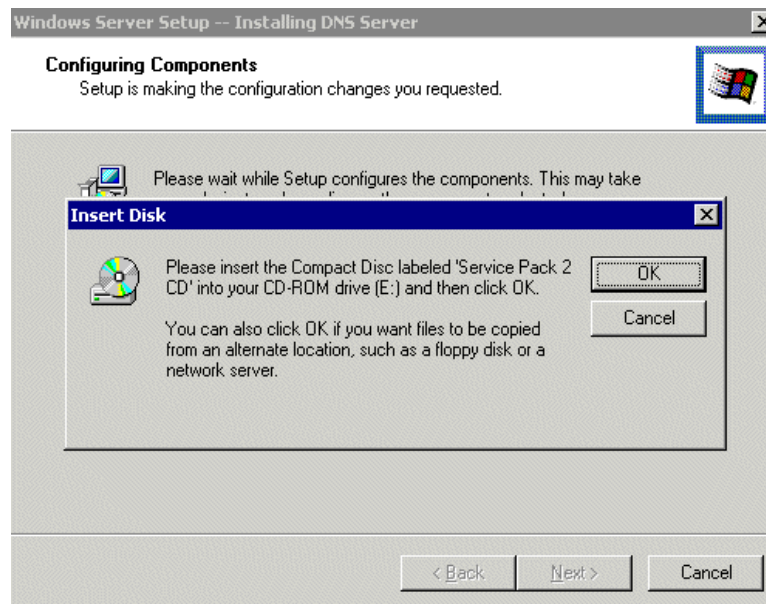 Windows Server Setup -- Installing DNS Server
Configuring Components
Setup is making the configuration changes you requested.
Please wait while Setup configures the components. This may take
Insert Disk
Please insert the Compact Disc labeled 'Service Pack 2
CD' into your CD-ROM drive (E:) and then click OK.
You can also click OK if you want files to be copied
from an alternate location, such as a floppy disk or a
network server.
OK
Cancel
< Back
Next >
Cancel